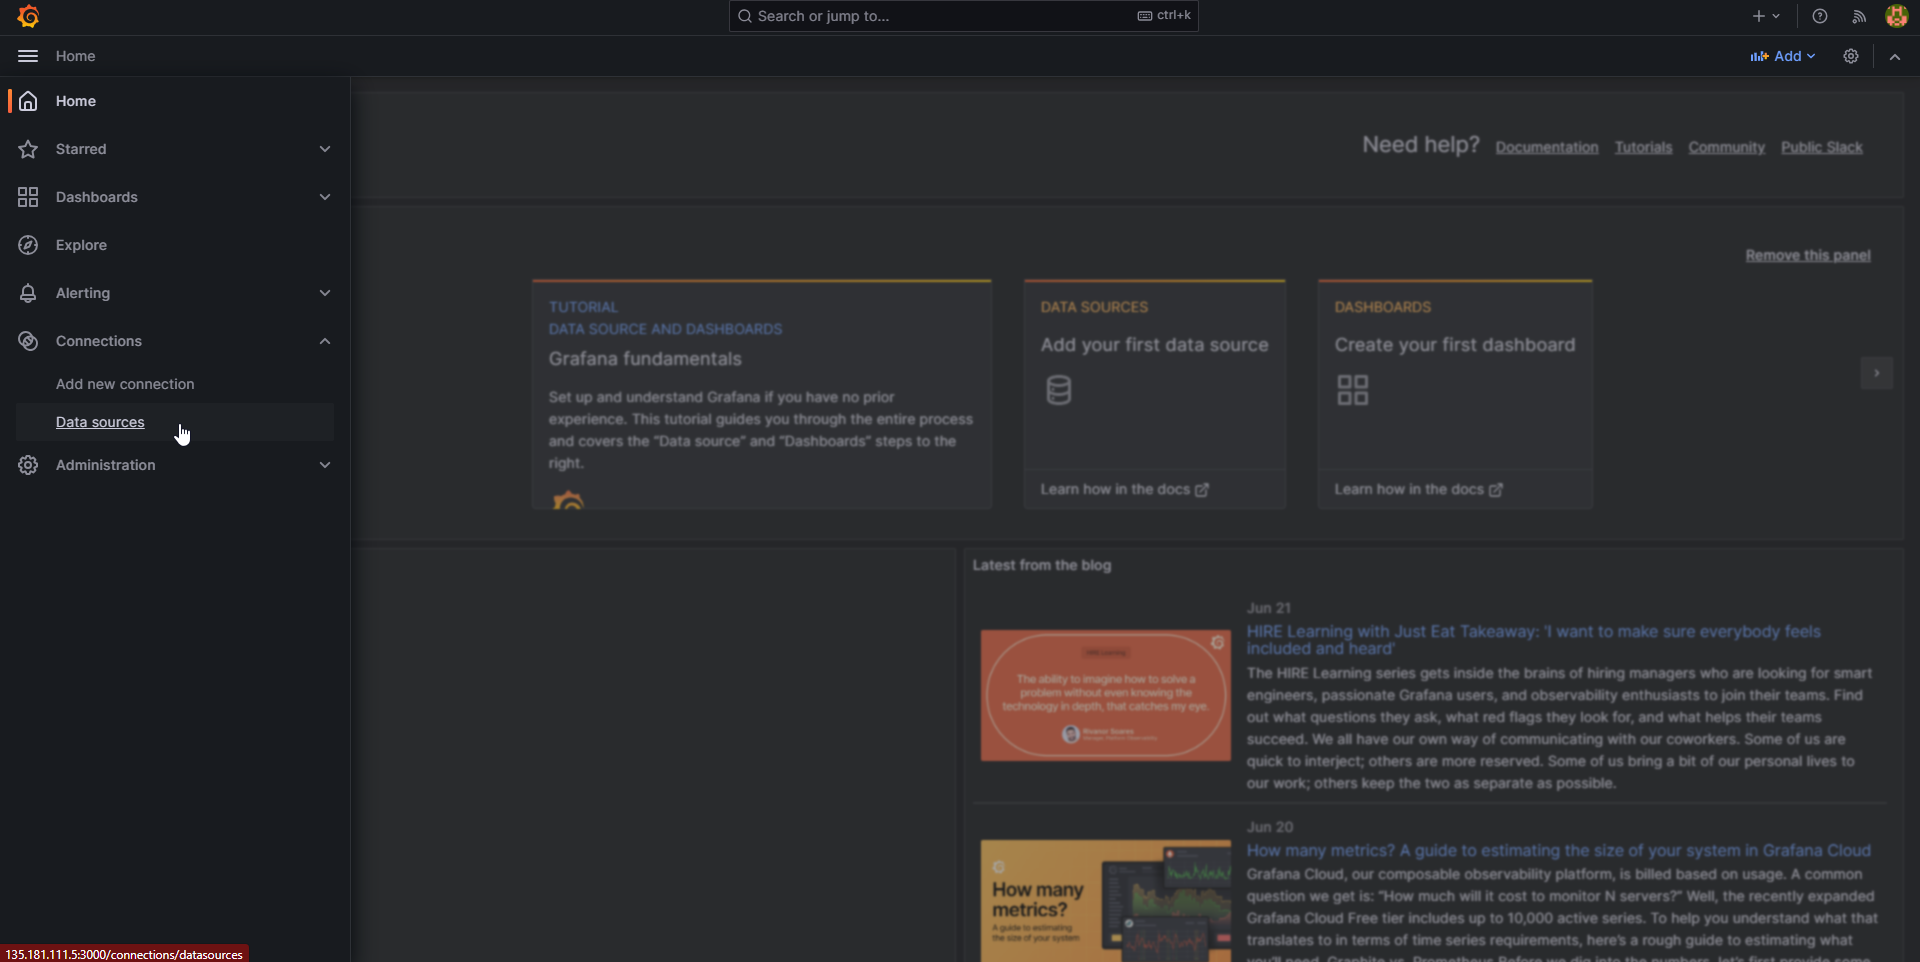 Search or jump to...
ctrl+k
Home
Add
Home
Starred
Dashboards
Explore
Alerting
Connections
Add new connection
Data sources
Administration
Need help?
Documentation
Tutorials
Community
Public Slack
Remove this panel
TUTORIAL
DATA SOURCE AND DASHBOARDS
Grafana fundamentals
Set up and understand Grafana if you have no prior
experience. This tutorial guides you through the entire process
and covers the "Data source" and "Dashboards" steps to the
right.
DATA SOURCES
Add your first data source
Learn how in the docs
DASHBOARDS
Create your first dashboard
Learn how in the docs
Latest from the blog
Jun 21
HIRE Learning with Just Eat Takeaway: 'I want to make sure everybody feels
included and heard'
The HIRE Learning series gets inside the brains of hiring managers who are looking for smart
engineers, passionate Grafana users, and observability enthusiasts to join their teams. Find
out what questions they ask, what red flags they look for, and what helps their teams
succeed. We all have our own way of communicating with our coworkers. Some of us are
quick to interject; others are more reserved. Some of us bring a bit of our personal lives to
our work; others keep the two as separate as possible.
The ability to imagine how to solve a
problem without even knowing the
technology in depth, that catches my eye.
Jun 20
How many metrics? A guide to estimating the size of your system in Grafana Cloud
Grafana Cloud, our composable observability platform, is billed based on usage. A common
question we get is: "How much will it cost to monitor N servers?" Well, the recently expanded
Grafana Cloud Free tier includes up to 10,000 active series. To help you understand what that
translates to in terms of time series requirements, here's a rough guide to estimating what
you'll need. Graphite vs. Prometheus Before we dig into the numbers, let's first provide some
How many
metrics?
A guide to estimating
the size of your system
135.181.111.5:3000/connections/datasources